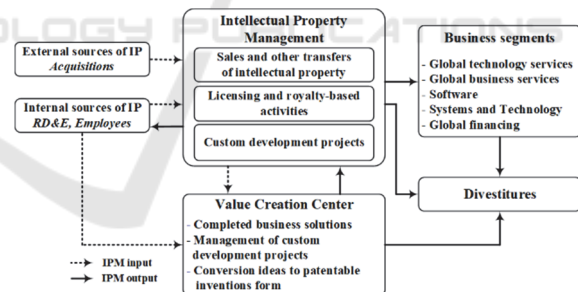 OLOGY PUBLICATIONS
Intellectual Property
Management
External sources of IP
Acquisitions
Sales and other transfers
of intellectual property
Internal sources of IP
RD&E, Employees
Licensing and royalty-based
activities
Custom development projects
Business segments
- Global technology services
- Global business services
- Software
- Systems and Technology
- Global financing
Value Creation Center
- Completed business solutions
- Management of custom
development projects
- Conversion ideas to patentable
inventions form
Divestitures
IPM input
IPM output